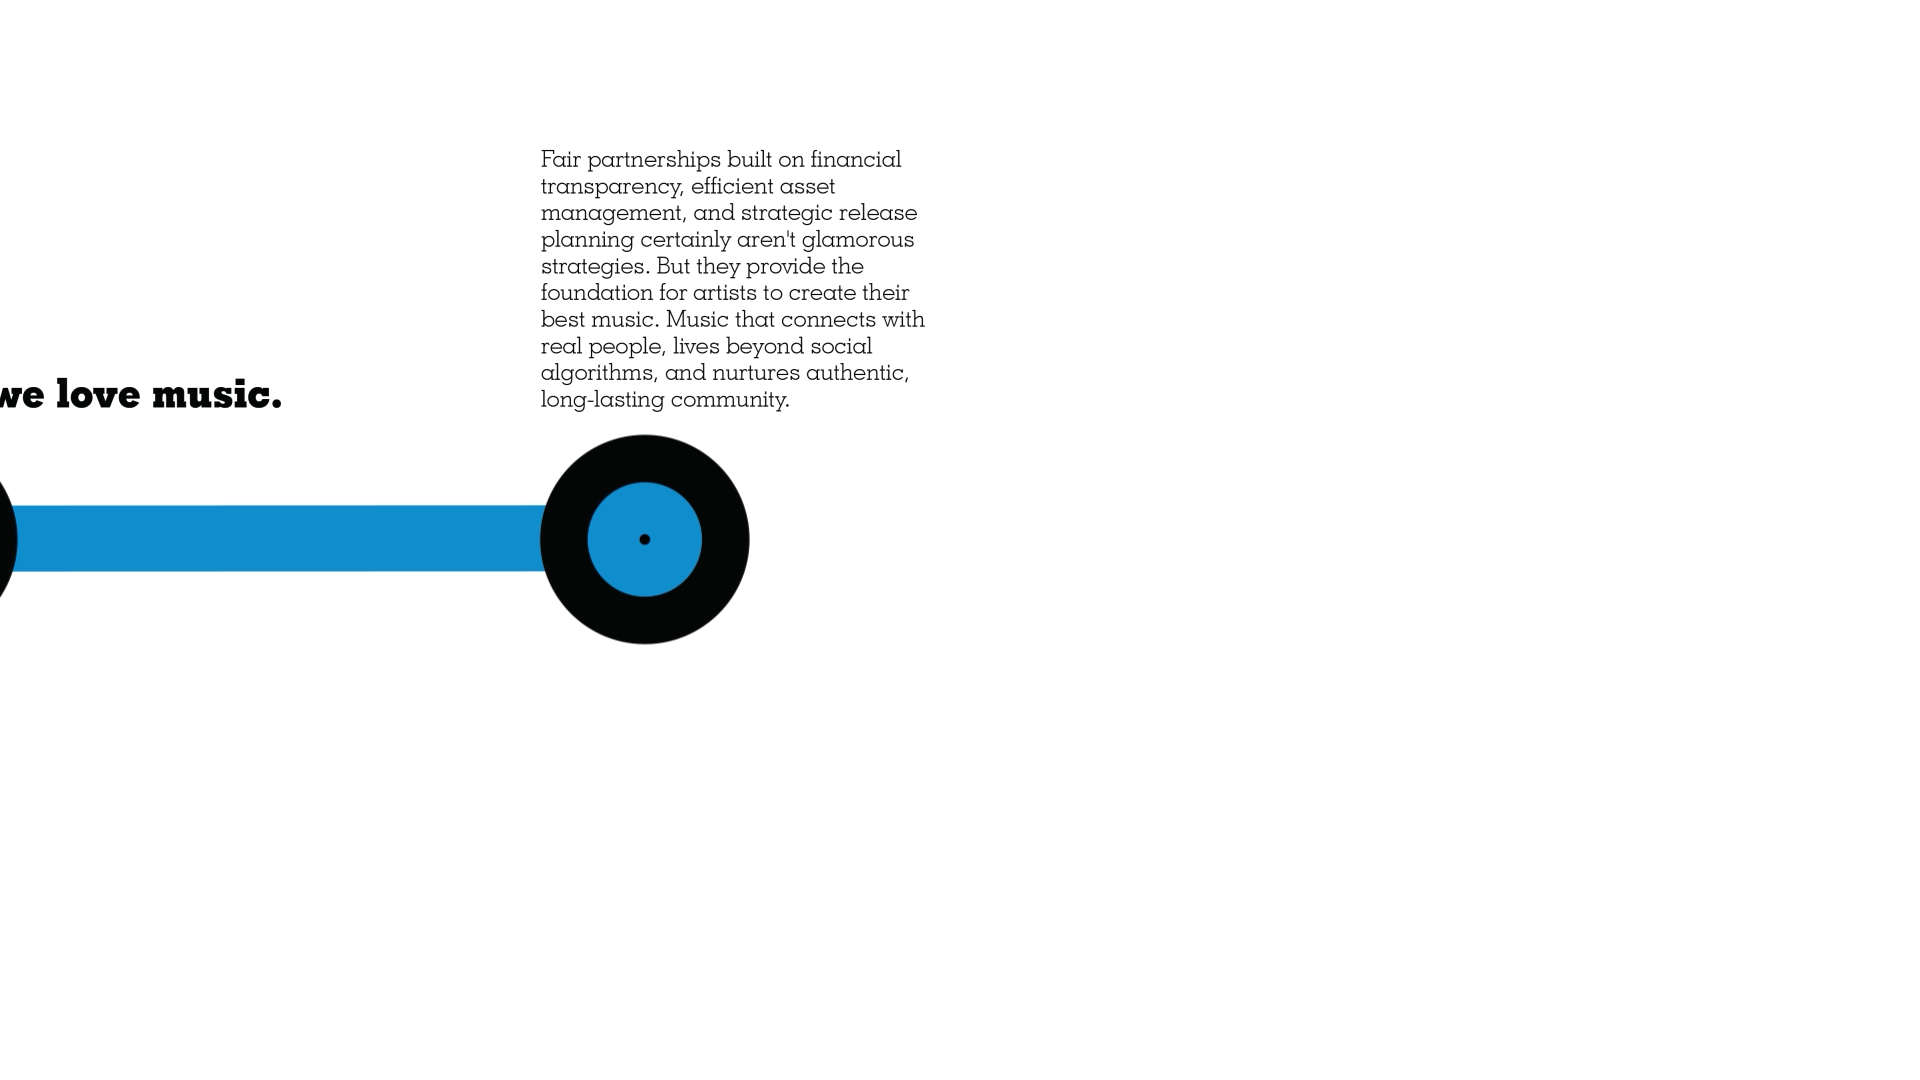 we love music.
Fair partnerships built on financial
transparency, efficient asset
management, and strategic release
planning certainly aren't glamorous
strategies. But they provide the
foundation for artists to create their
best music. Music that connects with
real people, lives beyond social
algorithms, and nurtures authentic,
long-lasting community.